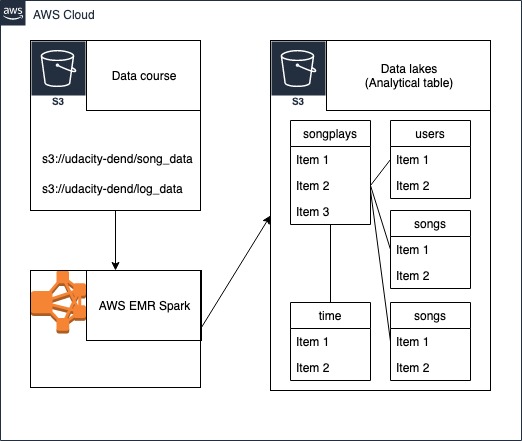 aws
AWS Cloud
S3
Data course
s3://udacity-dend/song_data
s3://udacity-dend/log_data
AWS EMR Spark
S3
Data lakes
(Analytical table)
songplays
Item 1
Item 2
Item 3
users
Item 1
Item 2
songs
Item 1
Item 2
time
Item 1
Item 2
songs
Item 1
Item 2